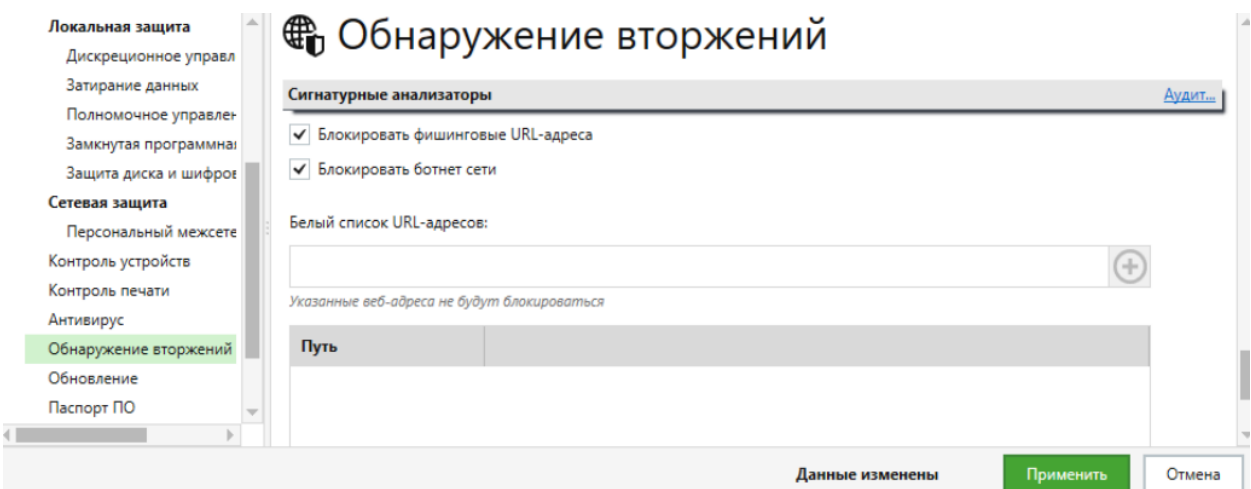 Локальная защита
Дискреционное управл
Затирание данных
Полномочное управлен
Замкнутая программная
Защита диска и шифров
Сетевая защита
Персональный межсете
Контроль устройств
Контроль печати
Антивирус
Обнаружение вторжений
Обновление
Паспорт ПО
Обнаружение вторжений
Сигнатурные анализаторы Аудит...
Блокировать фишинговые URL-адреса
Блокировать ботнет сети
Белый список URL-адресов:
Указанные веб-адреса не будут блокироваться
Путь
Данные изменены Применить Отмена